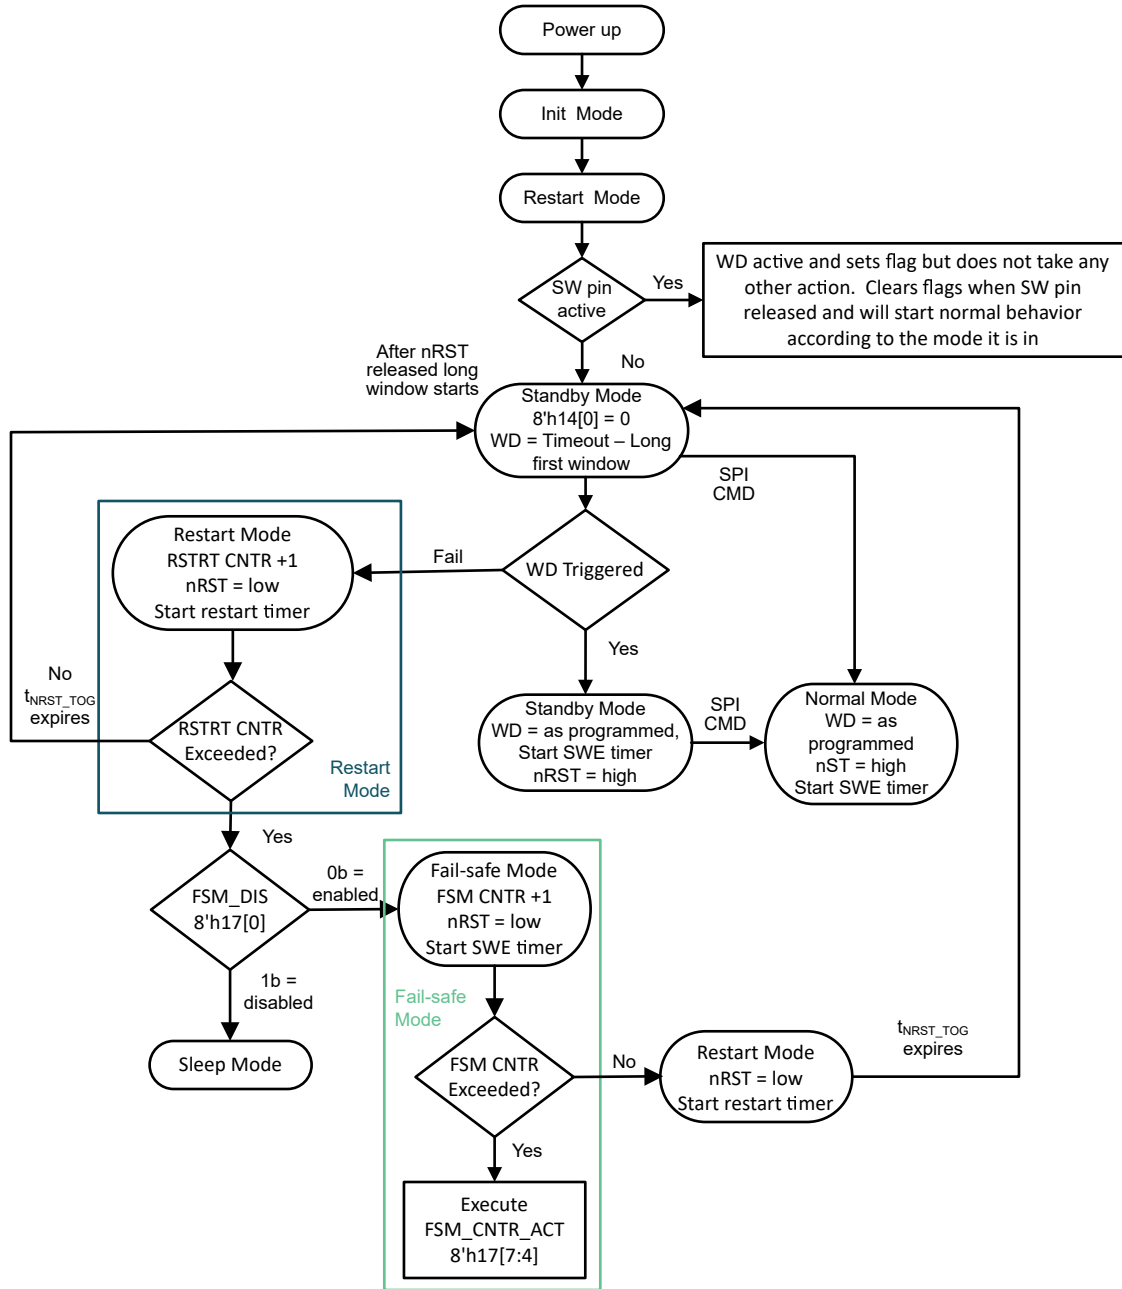 Power up
Init Mode
Restart Mode
SW pin
active
Yes
WD active and sets flag but does not take any
other action. Clears flags when SW pin
released and will start normal behavior
according to the mode it is in
No
After nRST
released long
window starts
Standby Mode
8'h14[0] = 0
WD = Timeout – Long
first window
SPI
CMD
WD Triggered
Fail
Restart Mode
RSTRT CNTR +1
nRST = low
Start restart timer
Yes
No
tNRST_TOG
expires
RSTRT CNTR
Exceeded?
Restart
Mode
Standby Mode
WD = as programmed,
Start SWE timer
nRST = high
SPI
CMD
Normal Mode
WD = as
programmed
nST = high
Start SWE timer
Yes
FSM_DIS
8'h17[0]
0b =
enabled
Fail-safe Mode
FSM CNTR +1
nRST = low
Start SWE timer
1b =
disabled
Sleep Mode
Fail-safe
Mode
FSM CNTR
Exceeded?
No
Restart Mode
nRST = low
Start restart timer
tNRST_TOG
expires
Yes
Execute
FSM_CNTR_ACT
8'h17[7:4]